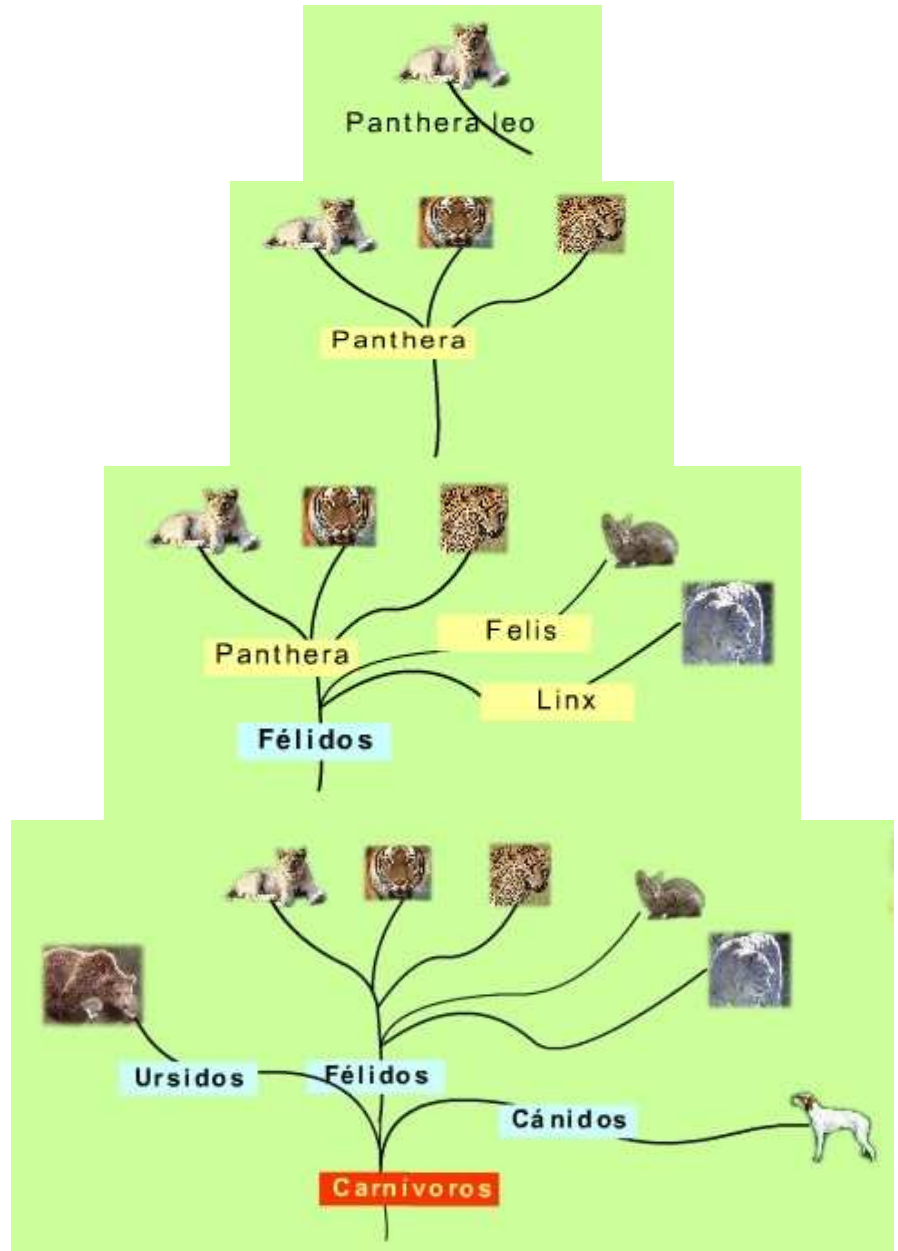 Panthera leo
Panthera
Felis
Panthera
Linx
Félidos
Ursidos
Félidos
Cánidos
Carnívoros